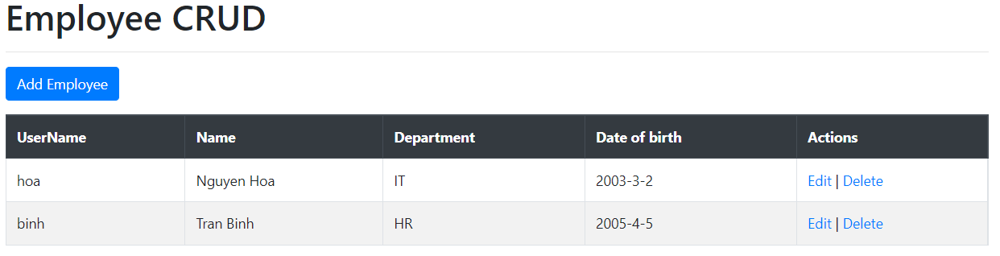 Employee CRUD
Add Employee
UserName Name Department Date of birth Actions
hoa Nguyen Hoa IT 2003-3-2 Edit | Delete
binh Tran Binh HR 2005-4-5 Edit | Delete